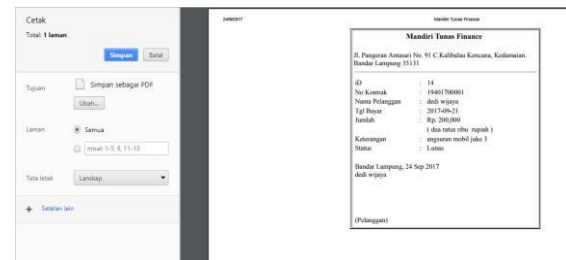 Cetak
Total: 1 laman
Simpan Batal
Tujuan Simpan sebagai PDF
Ubah...
Laman Semua
misal: 1-5, 8, 11-13
Tata letak Lanskap
+ Setelan lain
24/9/2017 Mandiri Tunas Finance
Mandiri Tunas Finance
Jl. Pangeran Antasari No. 91 C,Kalibalau Kencana, Kedamaian.
Bandar Lampung 35131
iD : 14
No Kontrak : 19401700001
Nama Pelanggan : dedi wijaya
Tgl Bayar : 2017-09-21
Jumlah : Rp. 200,000
( dua ratus ribu rupiah )
Keterangan : angsuran mobil juke 3
Status : Lunas
Bandar Lampung, 24 Sep 2017
dedi wijaya
(Pelanggan)